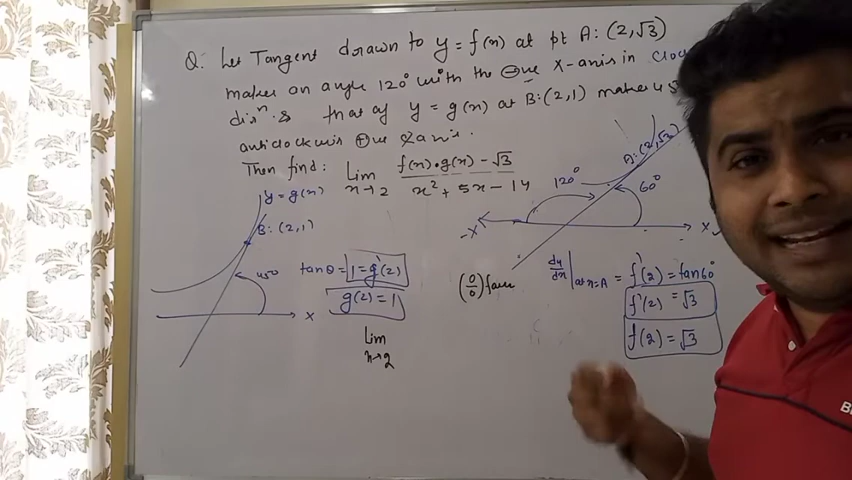 Q. Let Tangent drawn to y = f(x) at pt A: (2, √3)
makes an angle 120° with the ⊖ve x-axis in Cloc
dirⁿ & that of y = g(x) at B: (2, 1) makes 45
anticlockwis ⊕ve
Then find: Lim x→2 (f(x)•g(x) - √3) / (x² + 5x - 14)
y = g(x)
B: (2, 1)
45°
x
tanθ = 1 = g'(2)
g(2) = 1
Lim
x→2
A: (2, √3)
120°
60°
-x
x
(0/0) form
dy/dx | at x=A = f'(2) = tan60°
f'(2) = √3
f(2) = √3
B